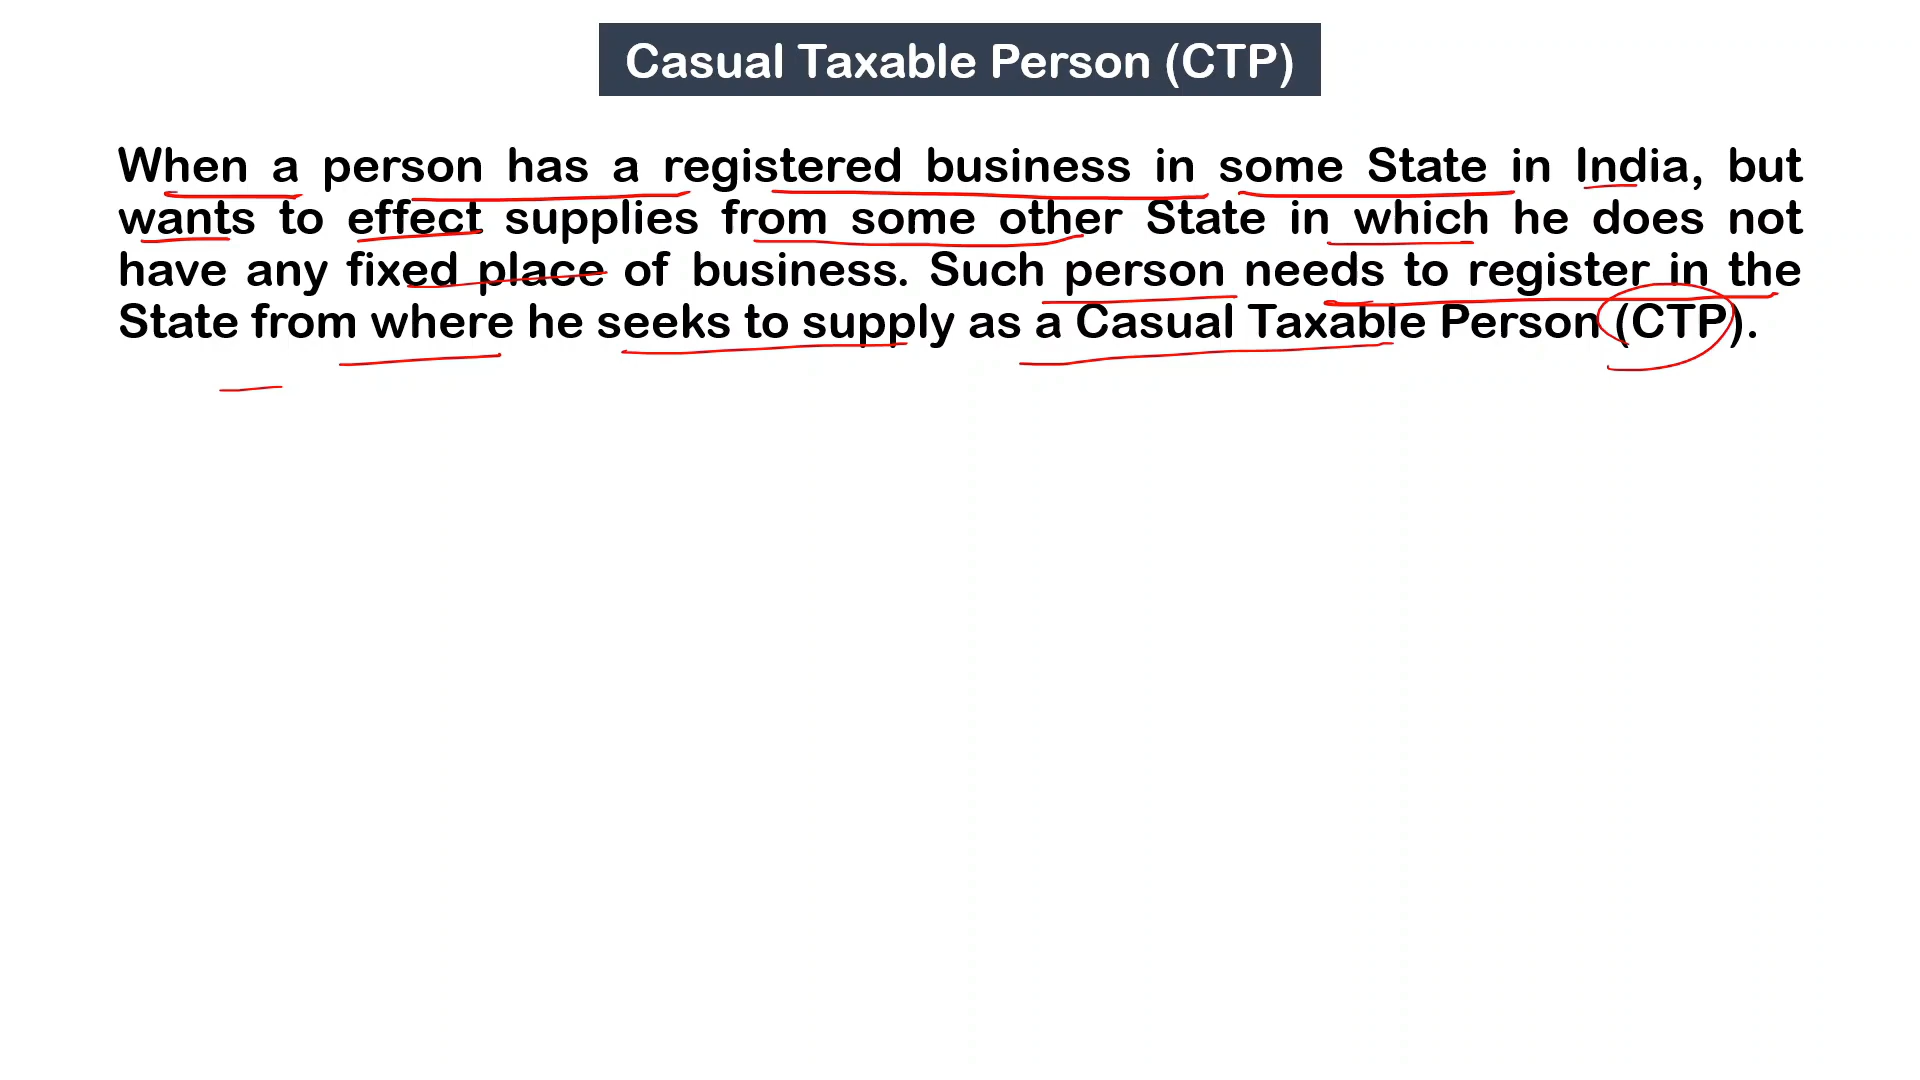 Casual Taxable Person (CTP)
When a person has a registered business in some State in India, but
wants to effect supplies from some other State in which he does not
have any fixed place of business. Such person needs to register in the
State from where he seeks to supply as a Casual Taxable Person (CTP).